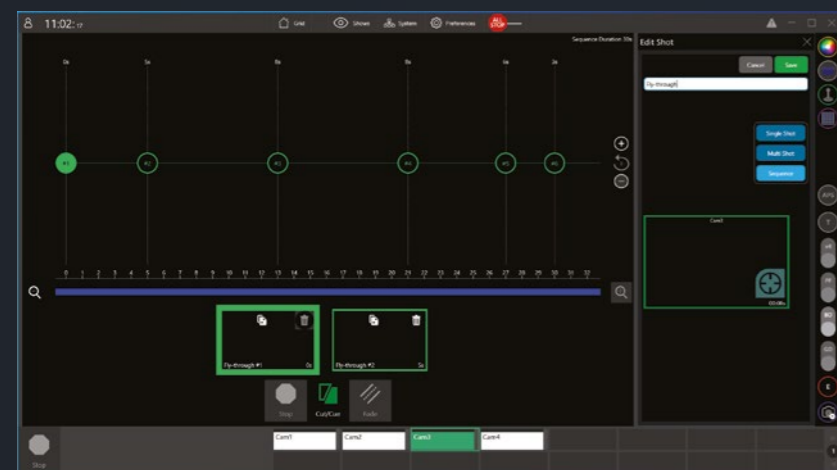 11:02:17
Grid
Shows
System
Preferences
ALL STOP
Sequence Duration 30s
Edit Shot
Cancel
Save
Fly-through
0s 5s 8s 8s 6s 3s
#1 #2 #3 #4 #5 #6
Single Shot
Multi Shot
Sequence
APS
T
Cam3
00:08s
0 1 2 3 4 5 6 7 8 9 10 11 12 13 14 15 16 17 18 19 20 21 22 23 24 25 26 27 28 29 30 31 32
Fly-through #1 0s
Fly-through #2 5s
Stop
Cut/Curr
Fade
E
Cam1
Cam2
Cam3
Cam4
Stop